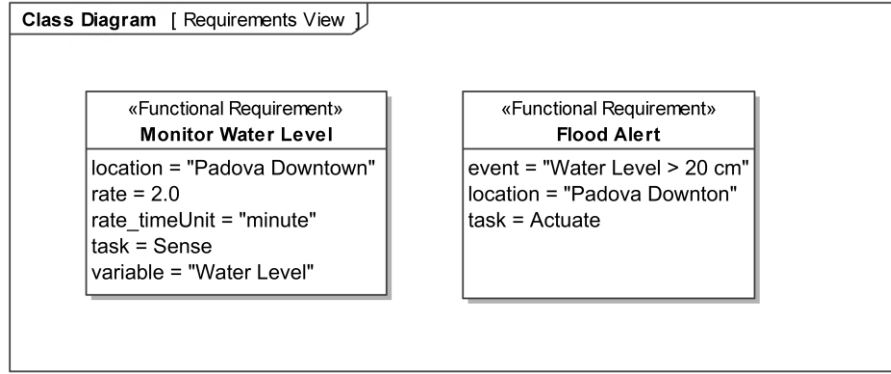 Class Diagram [ Requirements View ]
«Functional Requirement»
Monitor Water Level
location = "Padova Downtown"
rate = 2.0
rate_timeUnit = "minute"
task = Sense
variable = "Water Level"
«Functional Requirement»
Flood Alert
event = "Water Level > 20 cm"
location = "Padova Downton"
task = Actuate